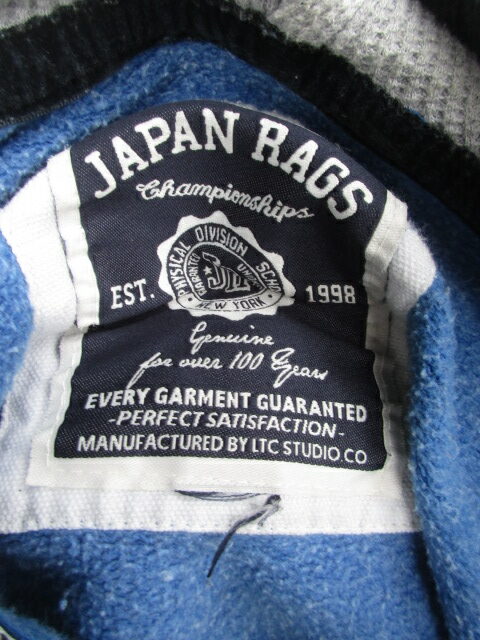 JAPAN RAGS
Championships
PHYSICAL DIVISION SCHO
GUARANTEED
NEW YORK
EST. 1998
Genuine
for over 100 Years
EVERY GARMENT GUARANTED
-PERFECT SATISFACTION-
MANUFACTURED BY LTC STUDIO.CO